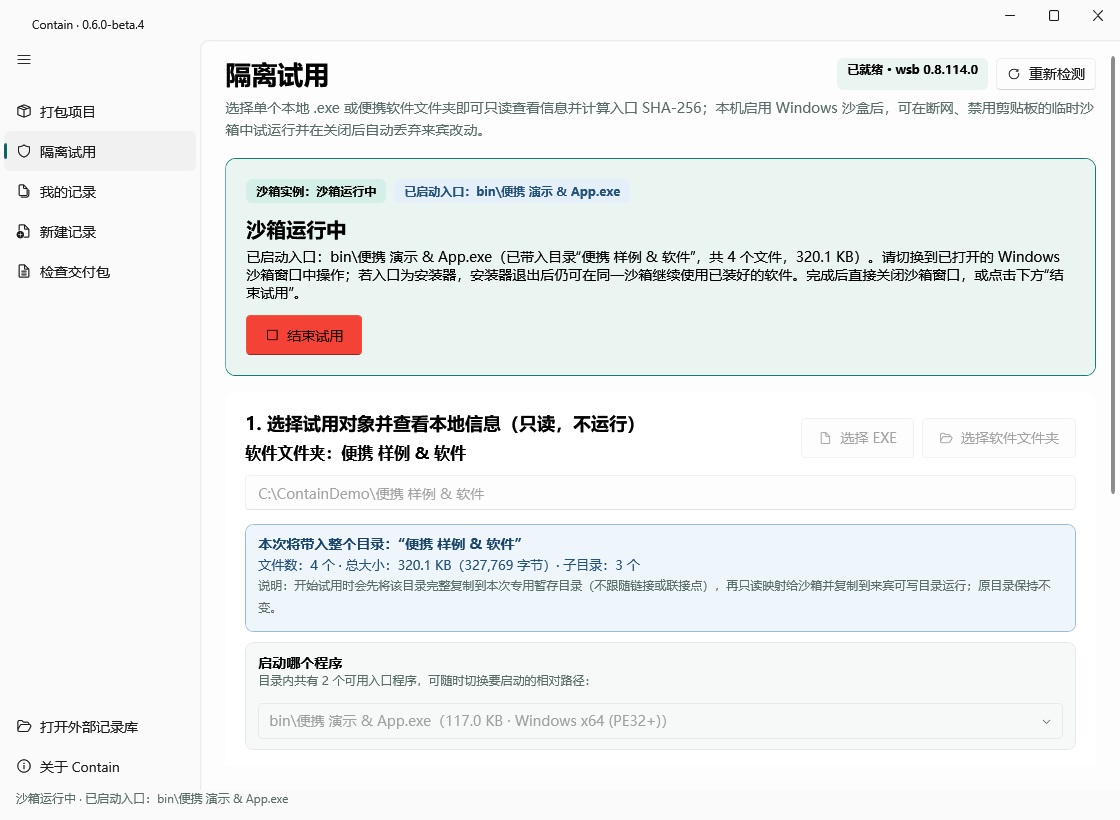 Contain · 0.6.0-beta.4
打包项目
隔离试用
我的记录
新建记录
检查交付包
打开外部记录库
关于 Contain
隔离试用
已就绪 · wsb 0.8.114.0
重新检测
选择单个本地 .exe 或便携软件文件夹即可只读查看信息并计算入口 SHA-256；本机启用 Windows 沙盒后，可在断网、禁用剪贴板的临时沙
箱中试运行并在关闭后自动丢弃来宾改动。
沙箱实例：沙箱运行中
已启动入口：bin\便携 演示 & App.exe
沙箱运行中
已启动入口：bin\便携 演示 & App.exe（已带入目录“便携 样例 & 软件”，共 4 个文件，320.1 KB）。请切换到已打开的 Windows
沙箱窗口中操作；若入口为安装器，安装器退出后仍可在同一沙箱继续使用已装好的软件。完成后直接关闭沙箱窗口，或点击下方“结
束试用”。
结束试用
1. 选择试用对象并查看本地信息（只读，不运行）
软件文件夹：便携 样例 & 软件
选择 EXE
选择软件文件夹
C:\ContainDemo\便携 样例 & 软件
本次将带入整个目录：“便携 样例 & 软件”
文件数：4 个 · 总大小：320.1 KB（327,769 字节）· 子目录：3 个
说明：开始试用时会先将该目录完整复制到本次专用暂存目录（不跟随链接或联接点），再只读映射给沙箱并复制到来宾可写目录运行；原目录保持不
变。
启动哪个程序
目录内共有 2 个可用入口程序，可随时切换要启动的相对路径：
bin\便携 演示 & App.exe（117.0 KB · Windows x64 (PE32+)）
沙箱运行中 · 已启动入口：bin\便携 演示 & App.exe